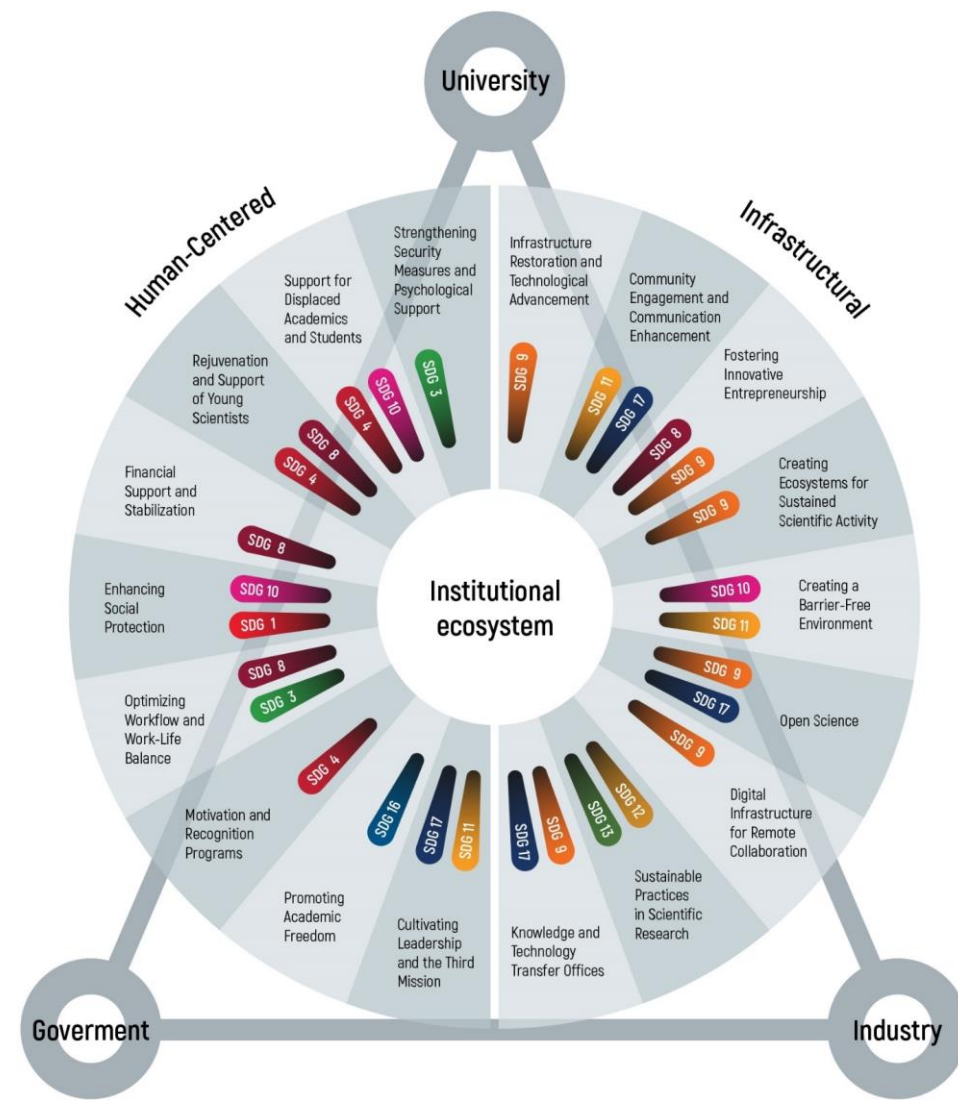 University
Human-Centered
Infrastructural
Strengthening
Security
Measures and
Psychological
Support
SDG 3
Support for
Displaced
Academics
and Students
SDG 4
SDG 10
Rejuvenation
and Support
of Young
Scientists
SDG 4
SDG 8
Financial
Support and
Stabilization
SDG 8
Enhancing
Social
Protection
SDG 10
SDG 1
Optimizing
Workflow and
Work-Life
Balance
SDG 8
SDG 3
Motivation and
Recognition
Programs
SDG 4
Promoting
Academic
Freedom
SDG 16
Cultivating
Leadership
and the Third
Mission
SDG 17
SDG 11
Institutional
ecosystem
Infrastructure
Restoration and
Technological
Advancement
SDG 9
Community
Engagement and
Communication
Enhancement
SDG 11
SDG 17
Fostering
Innovative
Entrepreneurship
SDG 8
SDG 9
Creating
Ecosystems for
Sustained
Scientific Activity
SDG 9
Creating a
Barrier-Free
Environment
SDG 10
SDG 11
Open Science
SDG 9
SDG 17
Digital
Infrastructure
for Remote
Collaboration
SDG 9
Sustainable
Practices
in Scientific
Research
SDG 12
SDG 13
Knowledge and
Technology
Transfer Offices
SDG 17
SDG 9
Goverment
Industry